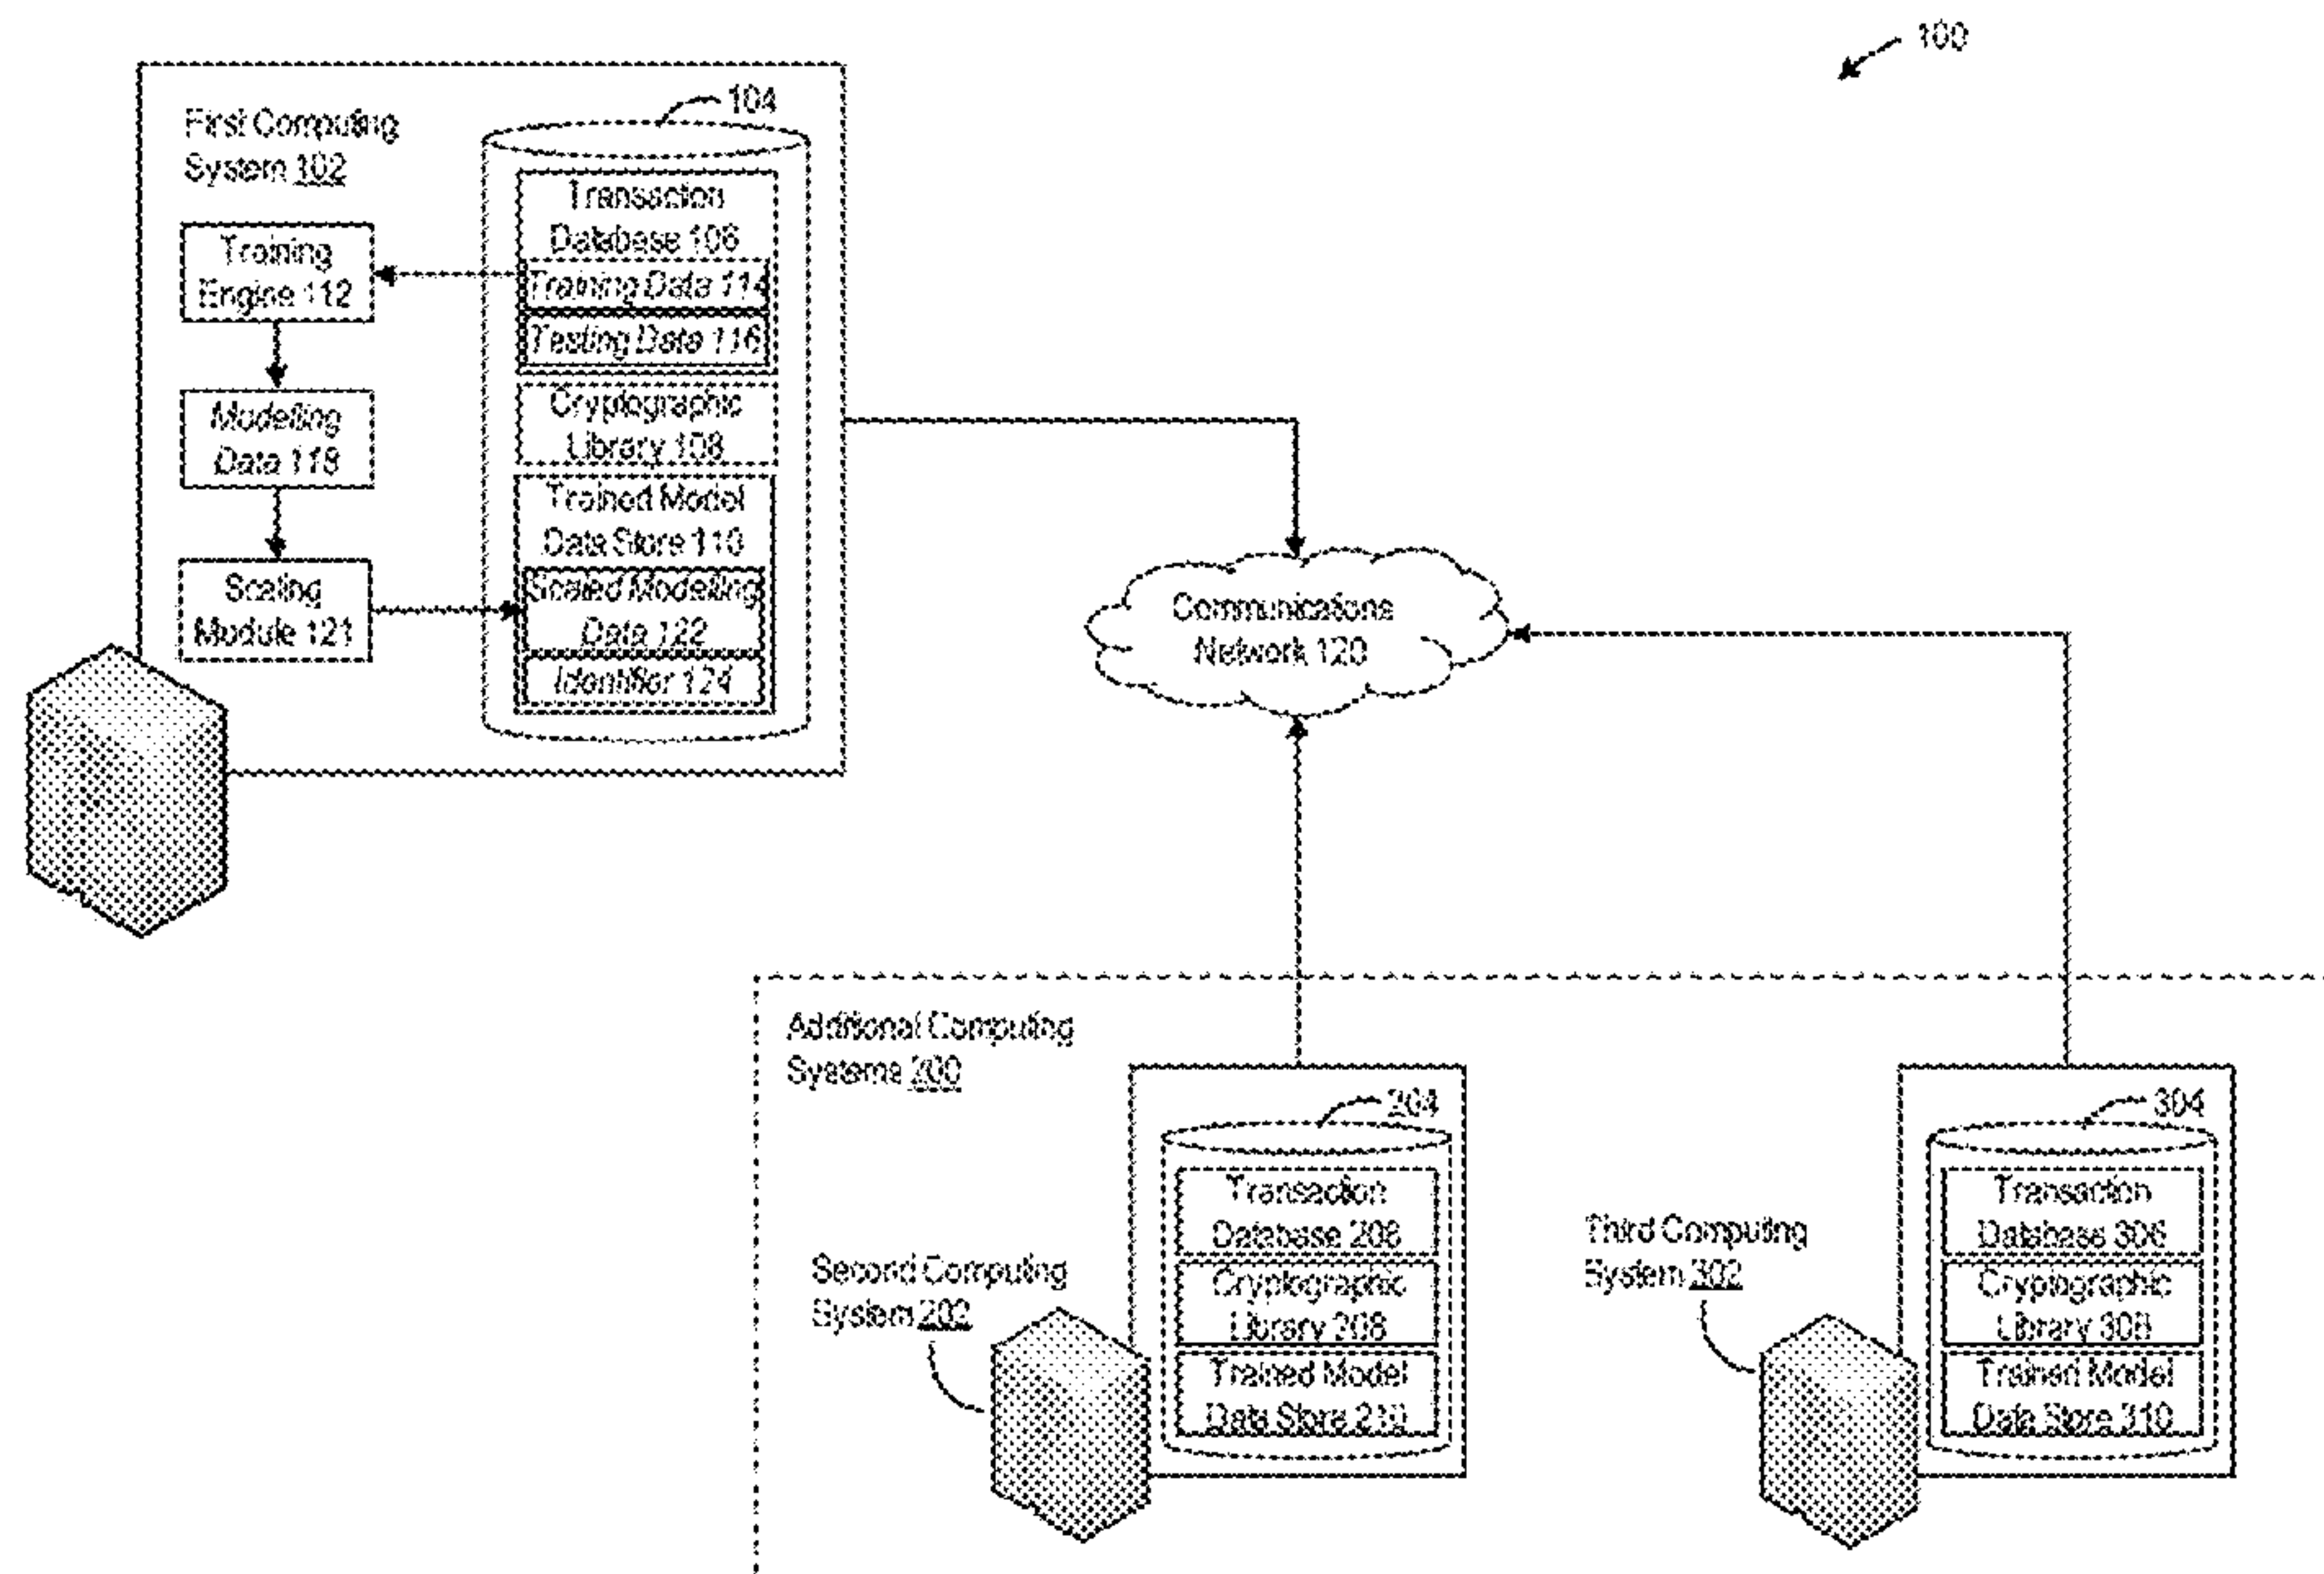 100
104
First Computing
System 102
Transaction
Database 106
Training Data 114
Testing Data 116
Training
Engine 112
Cryptographic
Library 108
Modelling
Data 118
Trained Model
Data Store 110
Scaled Modelling
Data 122
Identifier 124
Scaling
Module 121
Communications
Network 120
Additional Computing
Systems 200
204
Transaction
Database 206
Cryptographic
Library 208
Trained Model
Data Store 210
Second Computing
System 202
304
Transaction
Database 306
Cryptographic
Library 308
Trained Model
Data Store 310
Third Computing
System 302